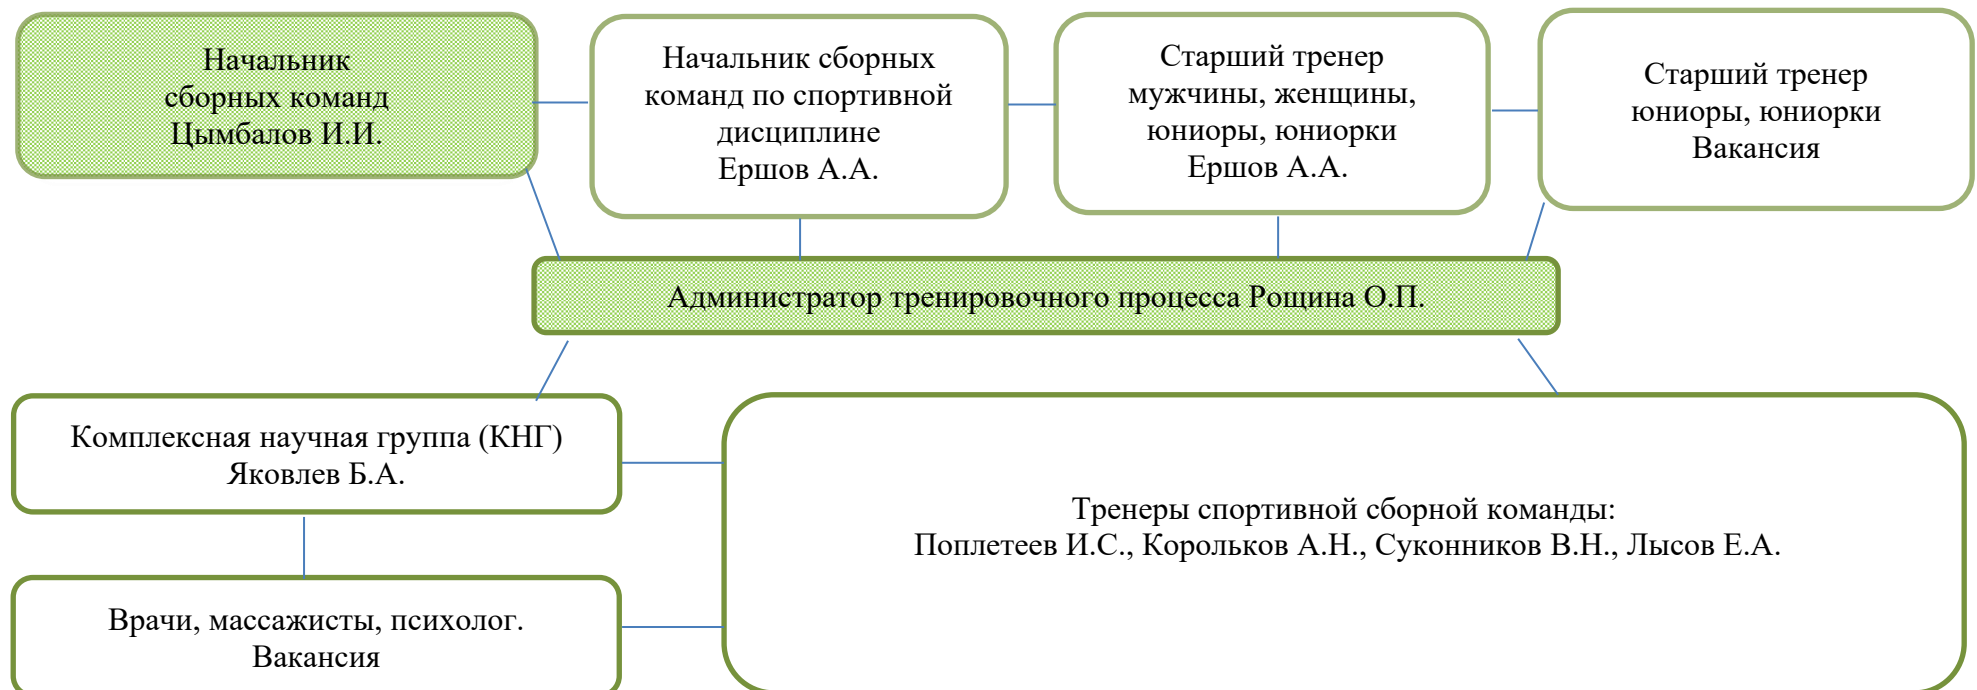 Начальник
сборных команд
Цымбалов И.И.
Начальник сборных
команд по спортивной
дисциплине
Ершов А.А.
Старший тренер
мужчины, женщины,
юниоры, юниорки
Ершов А.А.
Старший тренер
юниоры, юниорки
Вакансия
Администратор тренировочного процесса Рощина О.П.
Комплексная научная группа (КНГ)
Яковлев Б.А.
Тренеры спортивной сборной команды:
Поплетеев И.С., Корольков А.Н., Суконников В.Н., Лысов Е.А.
Врачи, массажисты, психолог.
Вакансия